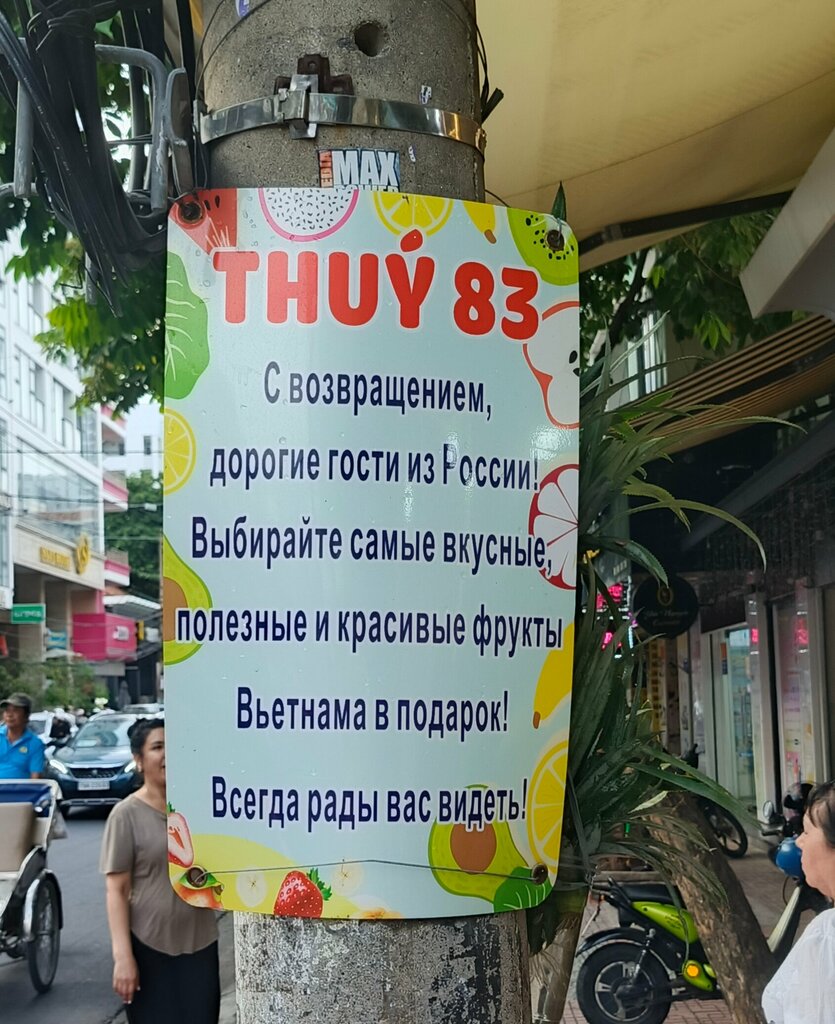 MAX
THUÝ 83
С возвращением,
дорогие гости из России!
Выбирайте самые вкусные,
полезные и красивые фрукты
Вьетнама в подарок!
Всегда рады вас видеть!